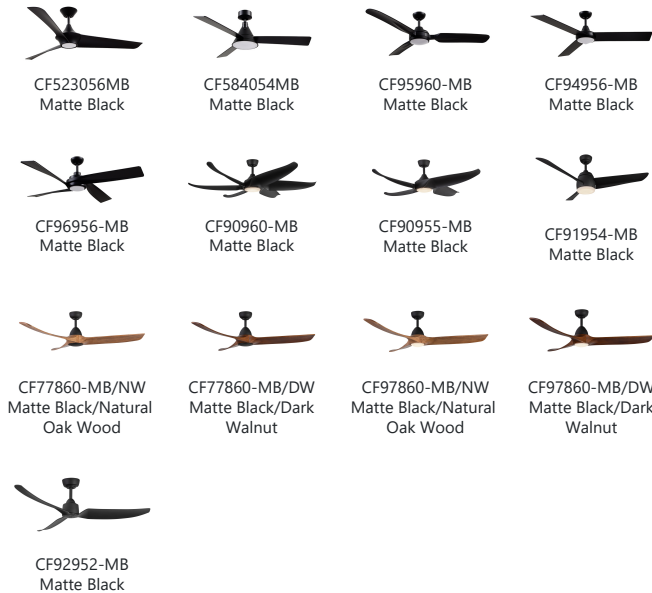 CF523056MB
Matte Black
CF584054MB
Matte Black
CF95960-MB
Matte Black
CF94956-MB
Matte Black
CF96956-MB
Matte Black
CF90960-MB
Matte Black
CF90955-MB
Matte Black
CF91954-MB
Matte Black
CF77860-MB/NW
Matte Black/Natural
Oak Wood
CF77860-MB/DW
Matte Black/Dark
Walnut
CF97860-MB/NW
Matte Black/Natural
Oak Wood
CF97860-MB/DW
Matte Black/Dark
Walnut
CF92952-MB
Matte Black